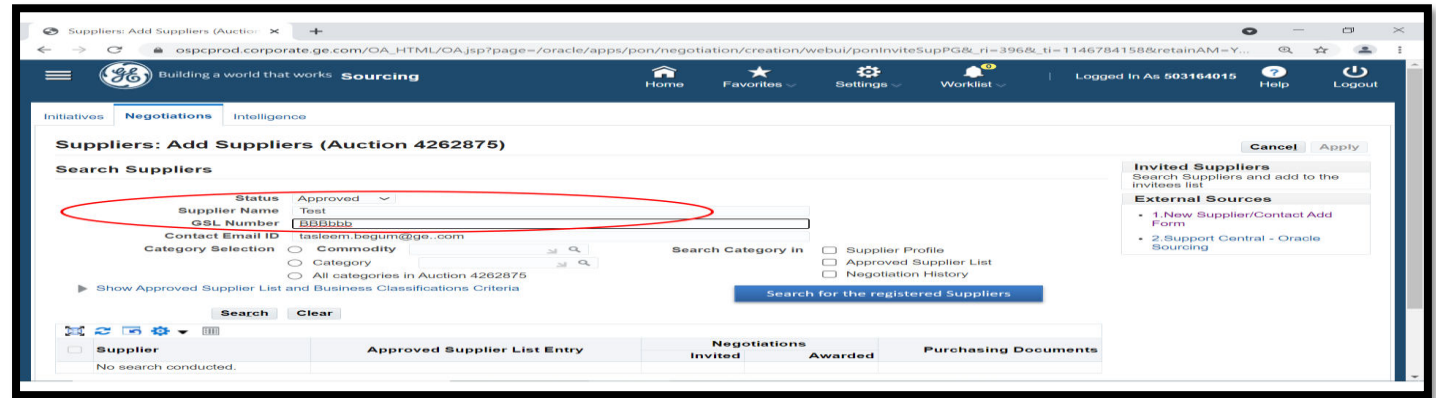 Suppliers: Add Suppliers (Auction
ospcprod.corporate.ge.com/OA_HTML/OA.jsp?page=/oracle/apps/pon/negotiation/creation/webui/ponInviteSupPG&_ri=396&_ti=1146784158&retainAM=Y...
Building a world that works Sourcing
Home Favorites Settings Worklist Logged In As 503164015 Help Logout
Initiatives Negotiations Intelligence
Suppliers: Add Suppliers (Auction 4262875)
Cancel Apply
Search Suppliers
Status Approved
Supplier Name Test
GSL Number BBBbbb
Contact Email ID tasleem.begum@ge..com
Category Selection Commodity
Category
All categories in Auction 4262875
Search Category in Supplier Profile
Approved Supplier List
Negotiation History
Show Approved Supplier List and Business Classifications Criteria
Search for the registered Suppliers
Search Clear
Supplier Approved Supplier List Entry Negotiations Purchasing Documents
Invited Awarded
No search conducted.
Invited Suppliers
Search Suppliers and add to the
invitees list
External Sources
1.New Supplier/Contact Add
Form
2.Support Central - Oracle
Sourcing